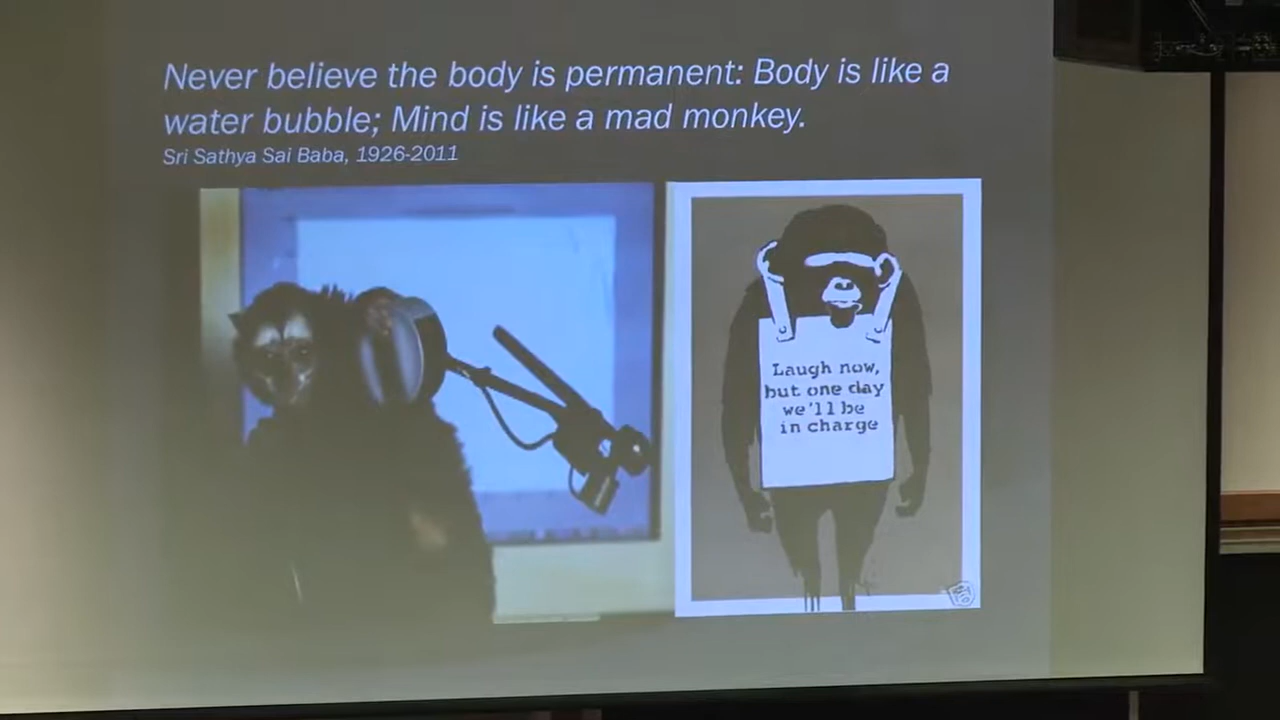 Never believe the body is permanent: Body is like a
water bubble; Mind is like a mad monkey.
Sri Sathya Sai Baba, 1926-2011
Laugh now,
but one day
we'll be
in charge